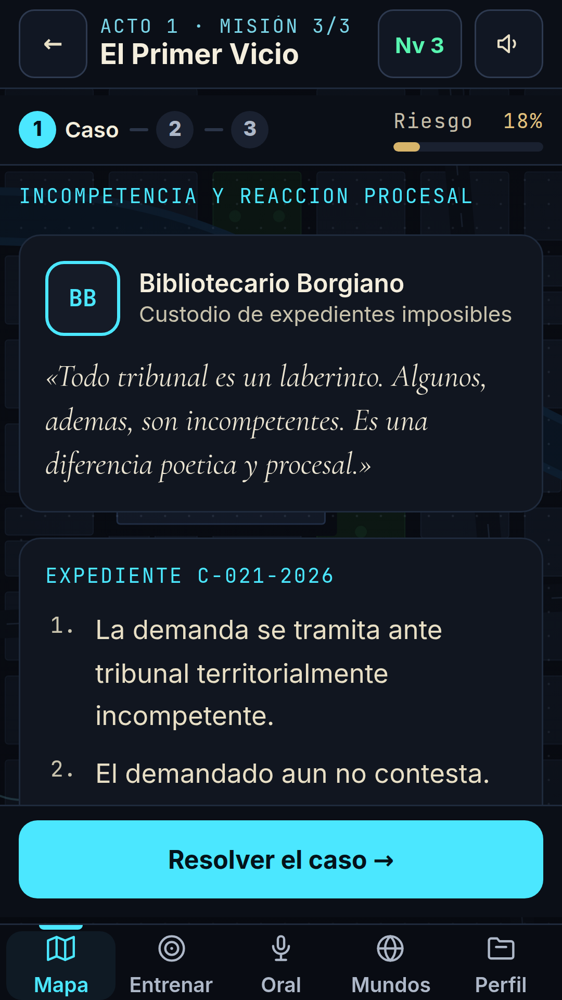 ←
ACTO 1 · MISIÓN 3/3
El Primer Vicio
Nv 3
1 Caso 2 3
Riesgo 18%
INCOMPETENCIA Y REACCION PROCESAL
BB
Bibliotecario Borgiano
Custodio de expedientes imposibles
«Todo tribunal es un laberinto. Algunos,
ademas, son incompetentes. Es una
diferencia poetica y procesal.»
EXPEDIENTE C-021-2026
1. La demanda se tramita ante
tribunal territorialmente
incompetente.
2. El demandado aun no contesta.
Resolver el caso →
Mapa
Entrenar
Oral
Mundos
Perfil